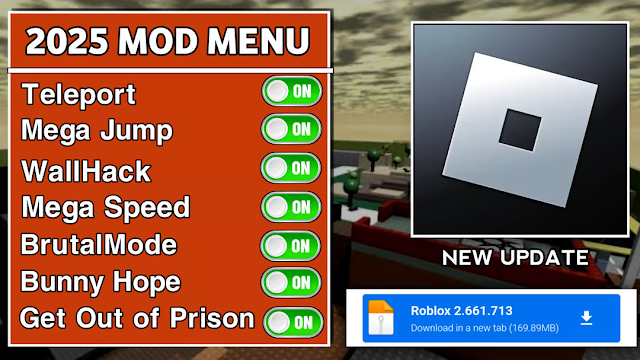 2025 MOD MENU
Teleport ON
Mega Jump ON
WallHack ON
Mega Speed ON
BrutalMode ON
Bunny Hope ON
Get Out of Prison ON
NEW UPDATE
Roblox 2.661.713
Download in a new tab (169.89MB)